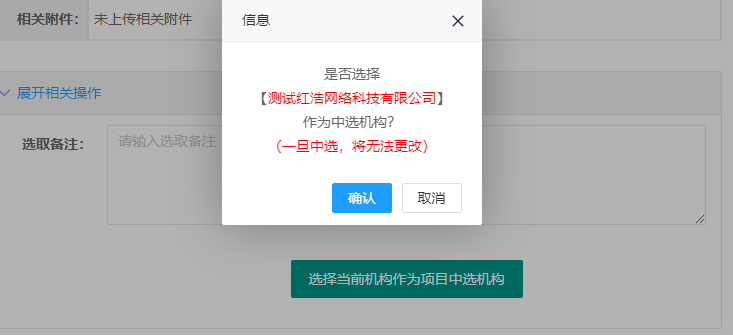 相关附件： 未上传相关附件
信息
是否选择
【测试红洁网络科技有限公司】
作为中选机构？
（一旦中选，将无法更改）
确认 取消
展开相关操作
选取备注： 请输入选取备注
选择当前机构作为项目中选机构